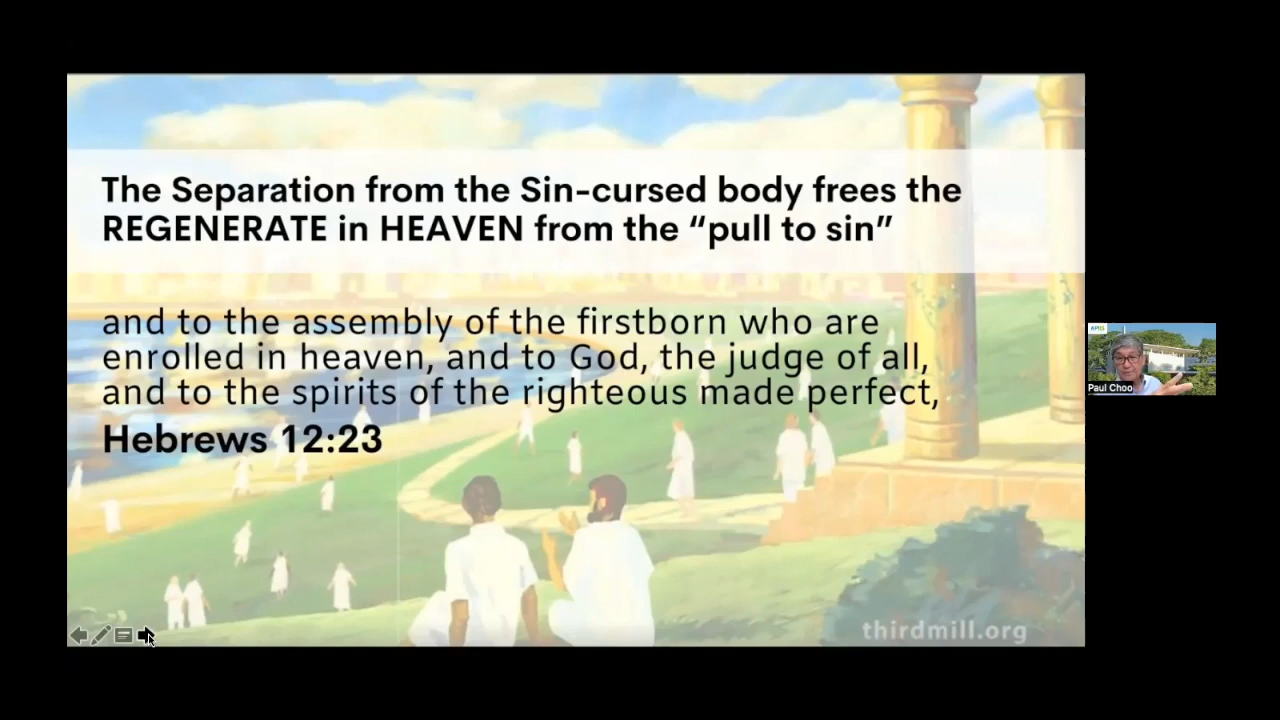 The Separation from the Sin-cursed body frees the
REGENERATE in HEAVEN from the “pull to sin”
and to the assembly of the firstborn who are
enrolled in heaven, and to God, the judge of all,
and to the spirits of the righteous made perfect,
Hebrews 12:23
thirdmill.org
Paul Choo